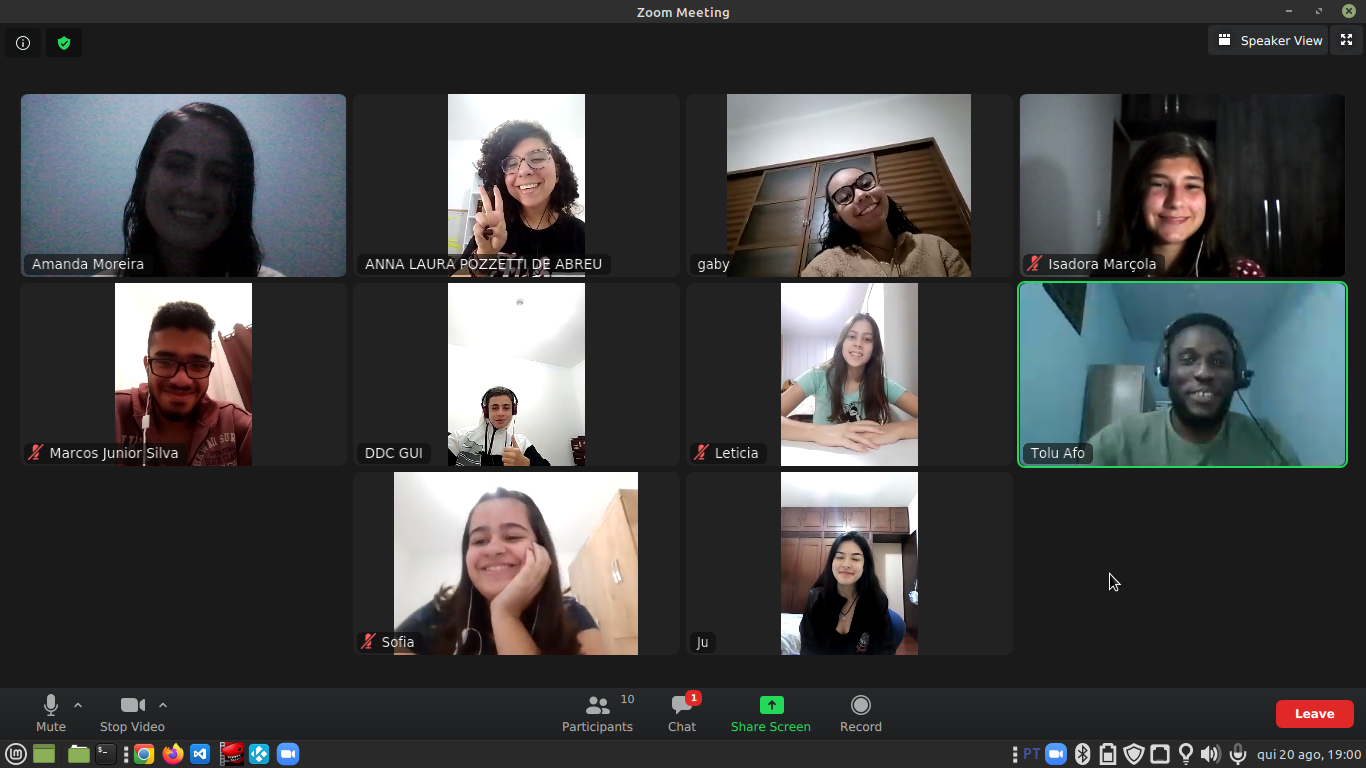 Zoom Meeting
Speaker View
Amanda Moreira
ANNA LAURA POZZETTI DE ABREU
gaby
Isadora Marçola
Marcos Junior Silva
DDC GUI
Leticia
Tolu Afo
Sofia
Ju
Mute
Stop Video
Participants
10
Chat
1
Share Screen
Record
Leave
PT
qui 20 ago, 19:00